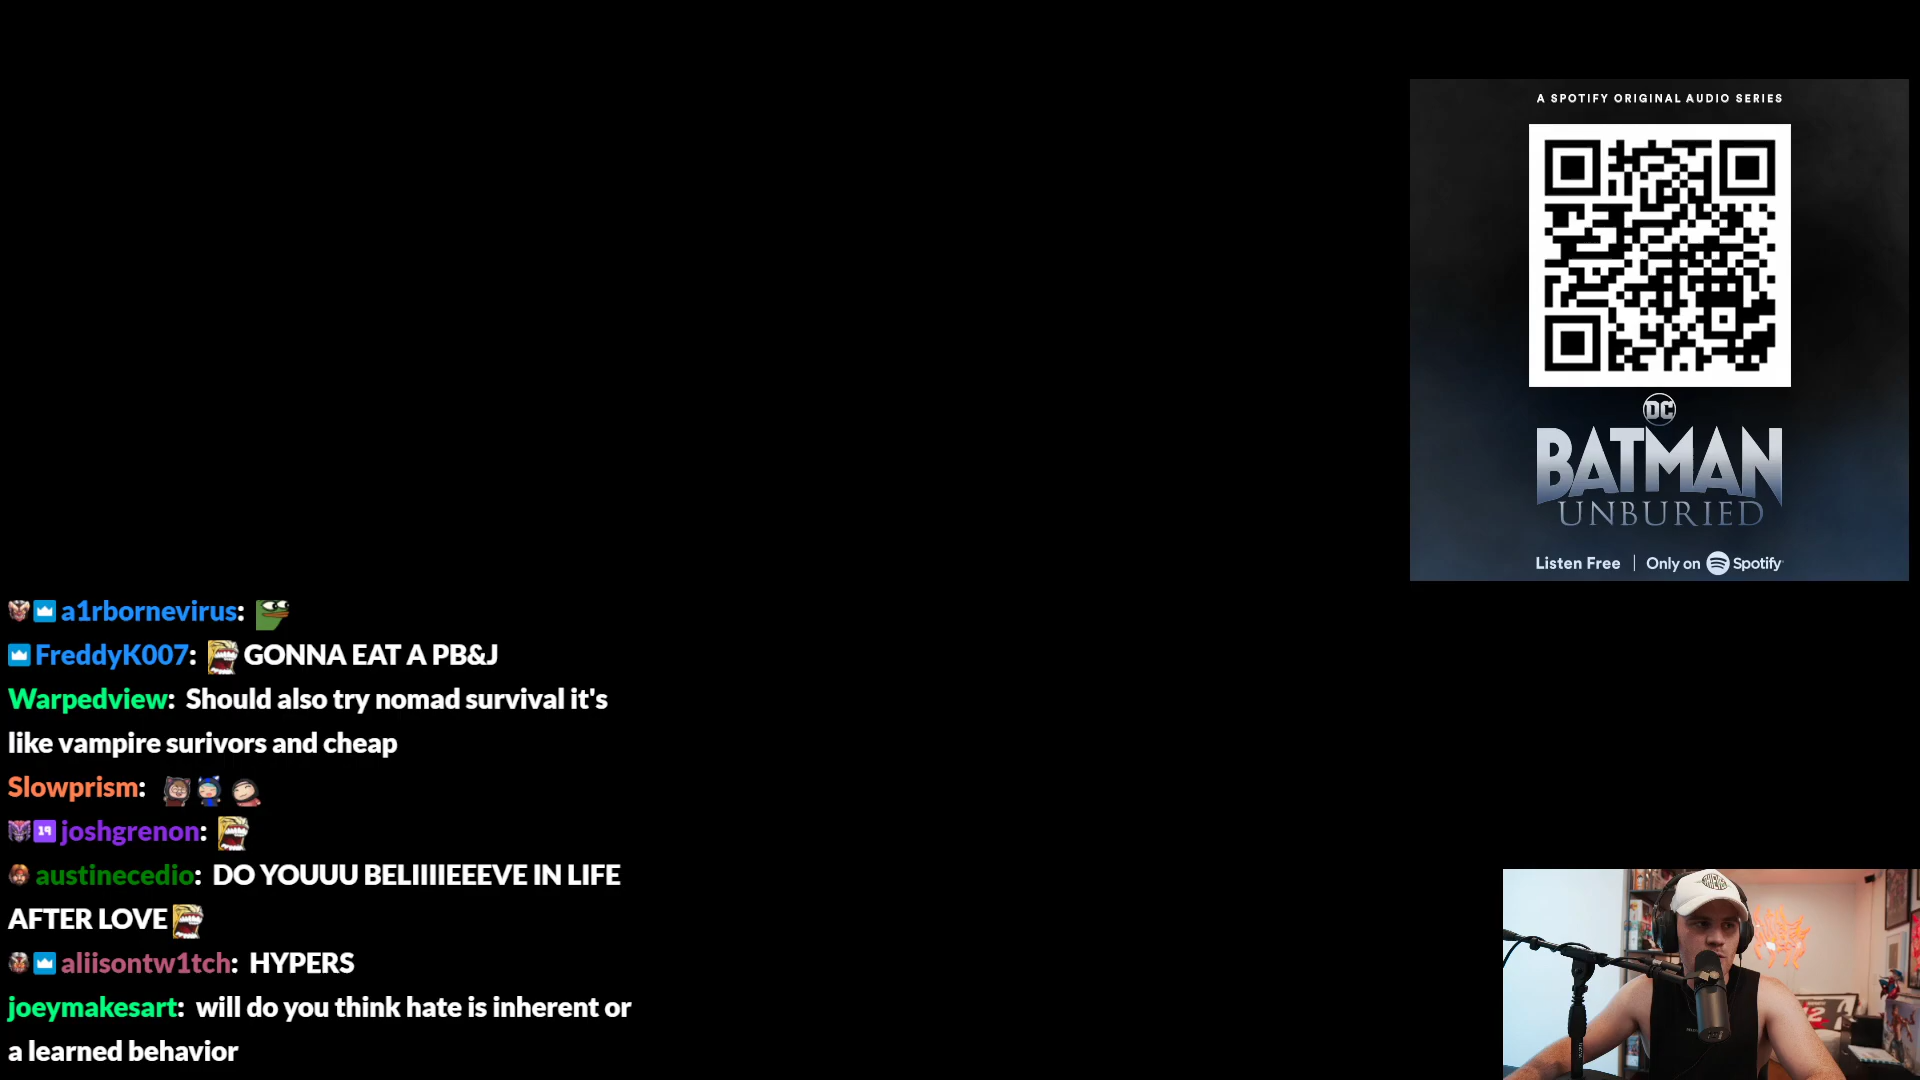 A SPOTIFY ORIGINAL AUDIO SERIES
DC
BATMAN
UNBURIED
Listen Free | Only on Spotify
a1rbornevirus:
FreddyK007: GONNA EAT A PB&J
Warpedview: Should also try nomad survival it's
like vampire surivors and cheap
Slowprism:
19 joshgrenon:
austinecedio: DO YOUUU BELIIIIEEEVE IN LIFE
AFTER LOVE
aliisontw1tch: HYPERS
joeymakesart: will do you think hate is inherent or
a learned behavior